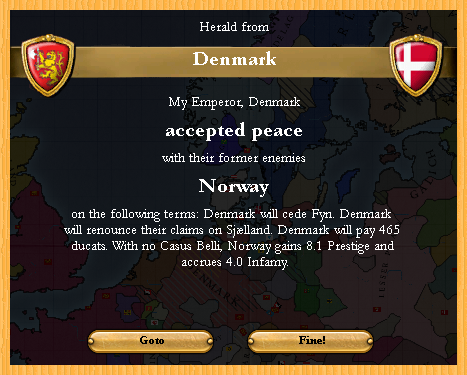 Herald from
Denmark
My Emperor, Denmark
accepted peace
with their former enemies
Norway
on the following terms: Denmark will cede Fyn. Denmark
will renounce their claims on Sjælland. Denmark will pay 465
ducats. With no Casus Belli, Norway gains 8.1 Prestige and
accrues 4.0 Infamy.
Goto
Fine!